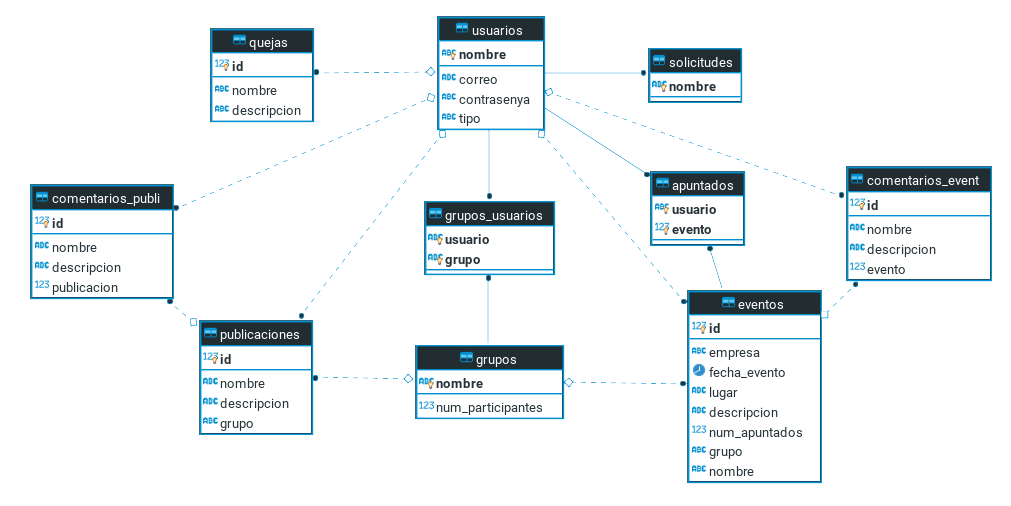 quejas
123 id
ABC nombre
ABC descripcion
usuarios
ABC nombre
ABC correo
ABC contrasenya
ABC tipo
solicitudes
ABC nombre
comentarios_publi
123 id
ABC nombre
ABC descripcion
123 publicacion
grupos_usuarios
ABC usuario
ABC grupo
apuntados
ABC usuario
123 evento
comentarios_event
123 id
ABC nombre
ABC descripcion
123 evento
publicaciones
123 id
ABC nombre
ABC descripcion
ABC grupo
grupos
ABC nombre
123 num_participantes
eventos
123 id
ABC empresa
fecha_evento
ABC lugar
ABC descripcion
123 num_apuntados
ABC grupo
ABC nombre